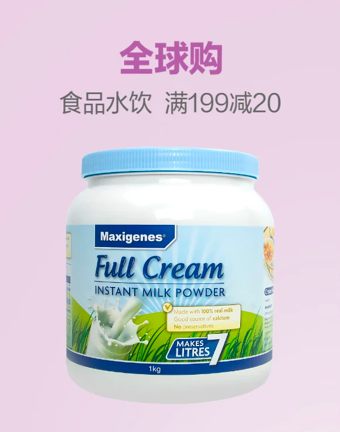 全球购
食品水饮 满199减20
Maxigenes®
Full Cream
INSTANT MILK POWDER
Made with 100% real milk
Good source of calcium
No preservatives
MAKES
LITRES 7
1kg